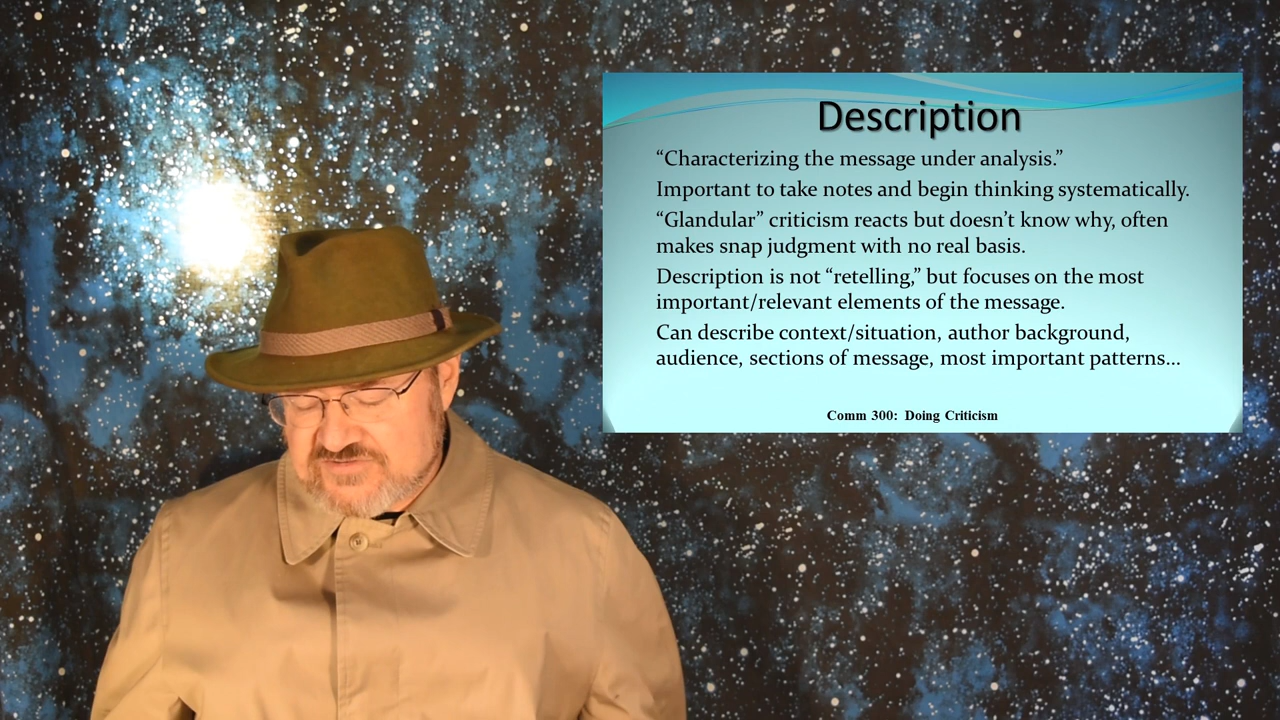 Description
“Characterizing the message under analysis.”
Important to take notes and begin thinking systematically.
“Glandular” criticism reacts but doesn’t know why, often
makes snap judgment with no real basis.
Description is not “retelling,” but focuses on the most
important/relevant elements of the message.
Can describe context/situation, author background,
audience, sections of message, most important patterns...
Comm 300:  Doing Criticism